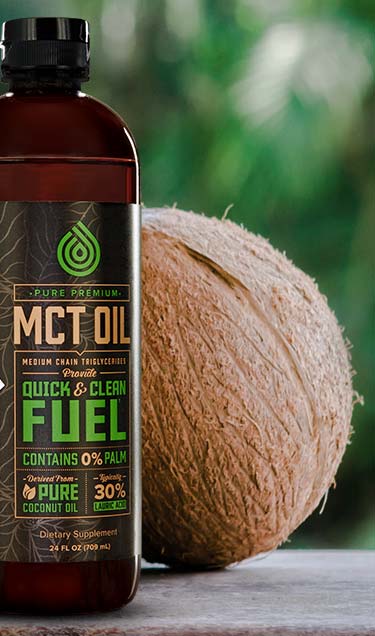 PURE PREMIUM
MCT OIL
MEDIUM CHAIN TRIGLYCERIDES
Provide
QUICK & CLEAN
FUEL
CONTAINS 0% PALM
Derived From
PURE
COCONUT OIL
Typically
30%
LAURIC ACID
Dietary Supplement
24 FL OZ (709 mL)